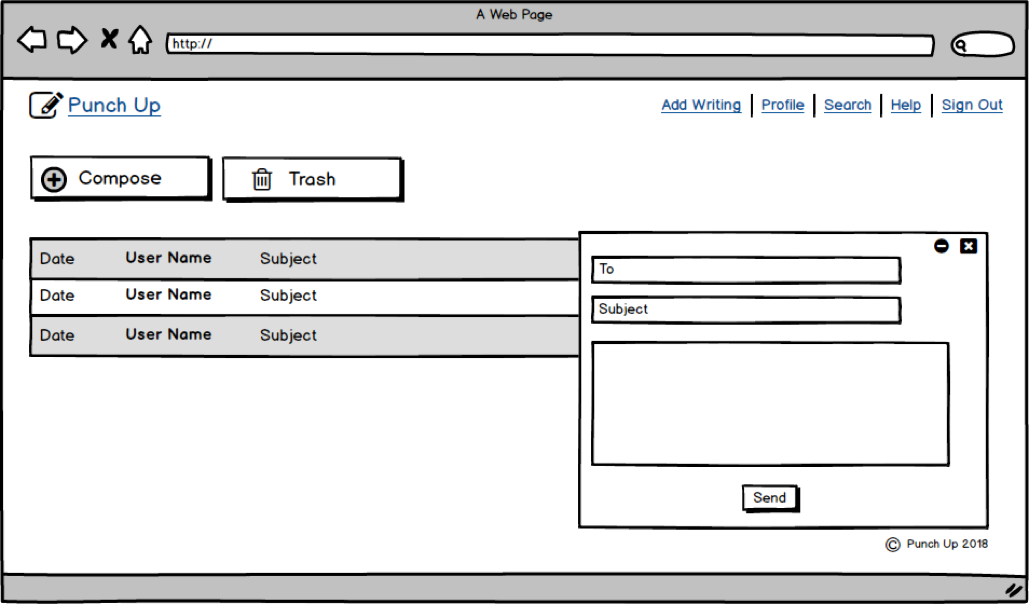 A Web Page
http://
Punch Up
Add Writing | Profile | Search | Help | Sign Out
Compose
Trash
Date User Name Subject
Date User Name Subject
Date User Name Subject
To
Subject
Send
© Punch Up 2018